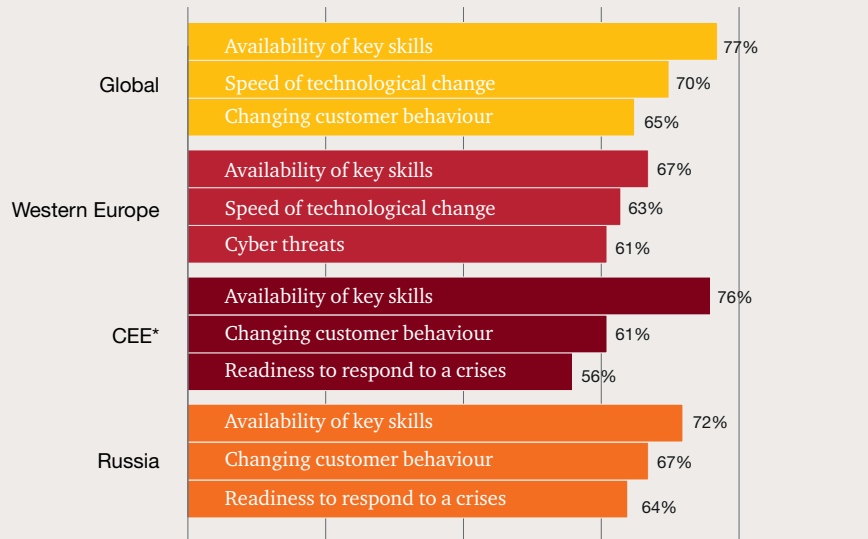 Global
Availability of key skills 77%
Speed of technological change 70%
Changing customer behaviour 65%
Western Europe
Availability of key skills 67%
Speed of technological change 63%
Cyber threats 61%
CEE*
Availability of key skills 76%
Changing customer behaviour 61%
Readiness to respond to a crises 56%
Russia
Availability of key skills 72%
Changing customer behaviour 67%
Readiness to respond to a crises 64%